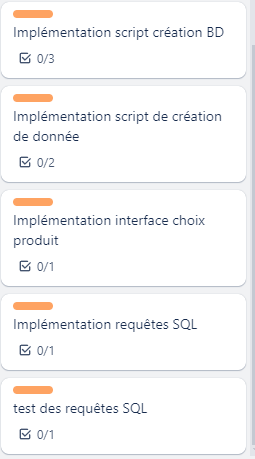 Implémentation script création BD
0/3
Implémentation script de création
de donnée
0/2
Implémentation interface choix
produit
0/1
Implémentation requêtes SQL
0/1
test des requêtes SQL
0/1